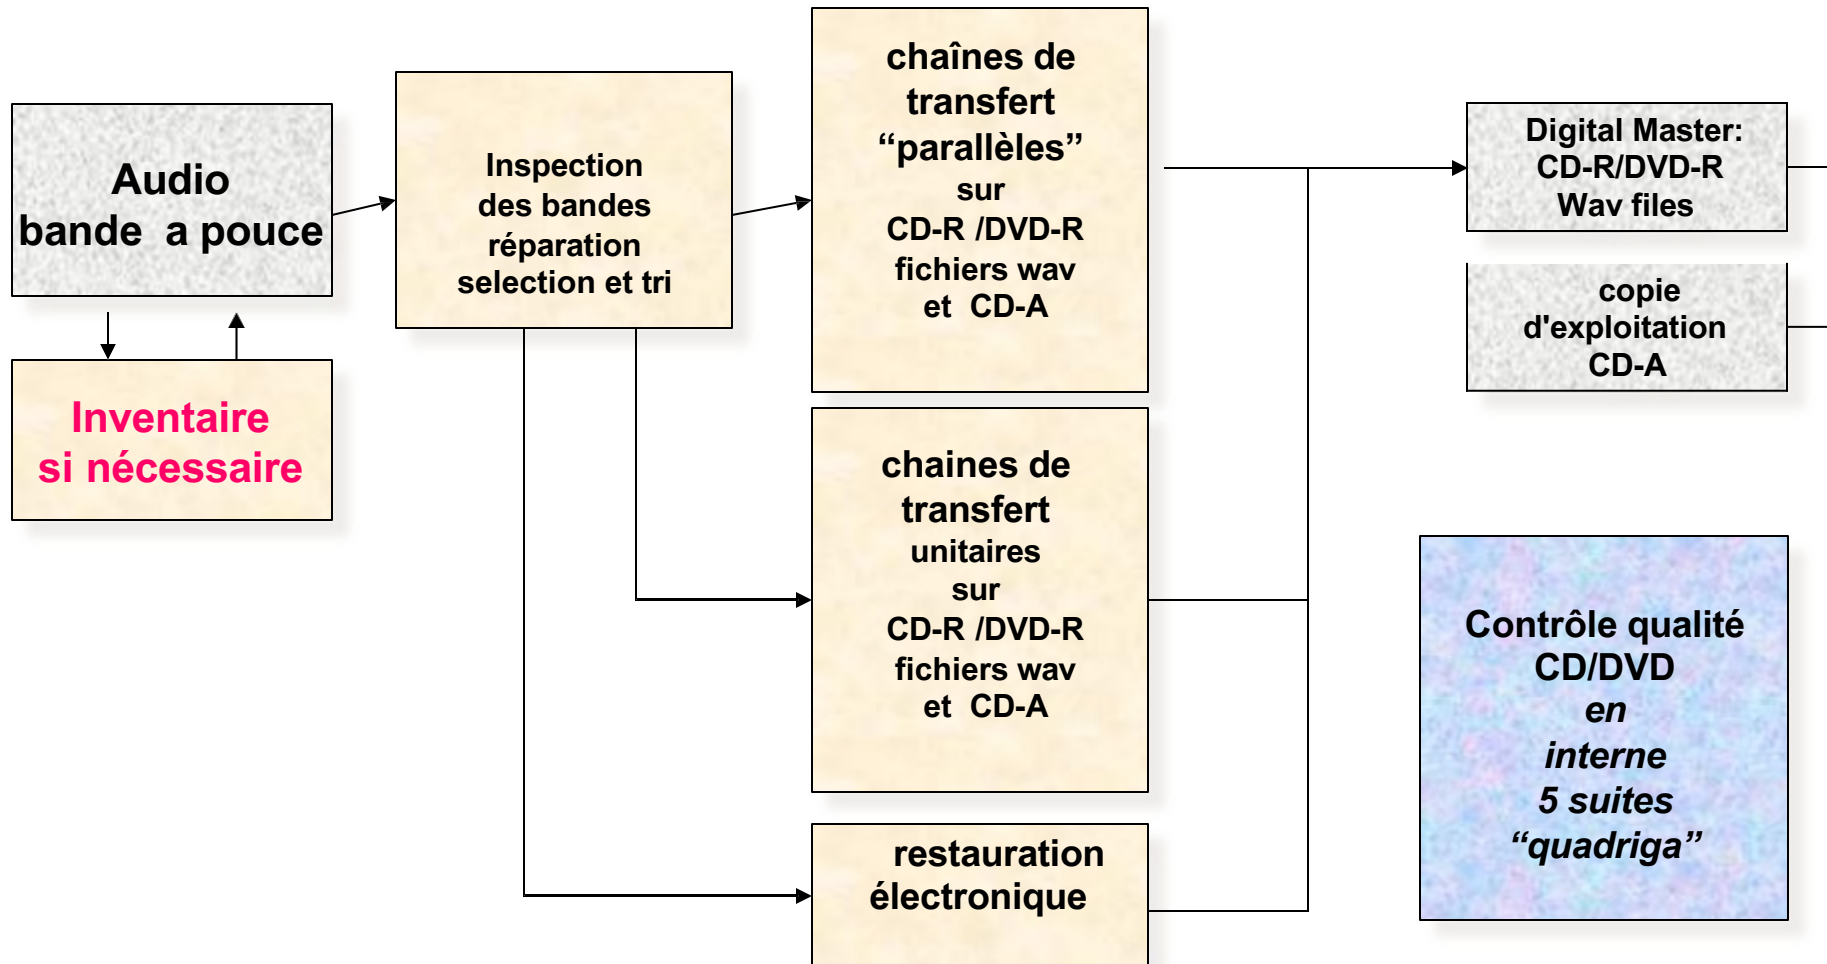 Audio
bande a pouce
Inventaire
si nécessaire
Inspection
des bandes
réparation
selection et tri
chaînes de
transfert
“parallèles”
sur
CD-R /DVD-R
fichiers wav
et CD-A
chaines de
transfert
unitaires
sur
CD-R /DVD-R
fichiers wav
et CD-A
restauration
électronique
Digital Master:
CD-R/DVD-R
Wav files
copie
d'exploitation
CD-A
Contrôle qualité
CD/DVD
en
interne
5 suites
“quadriga”